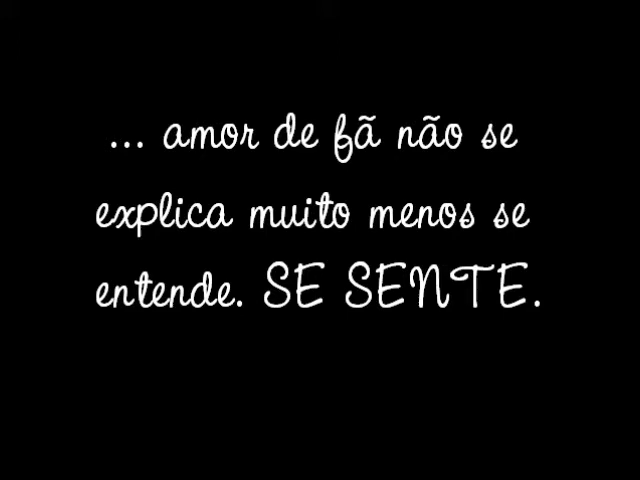 ... amor de fã não se
explica muito menos se
entende. SE SENTE.